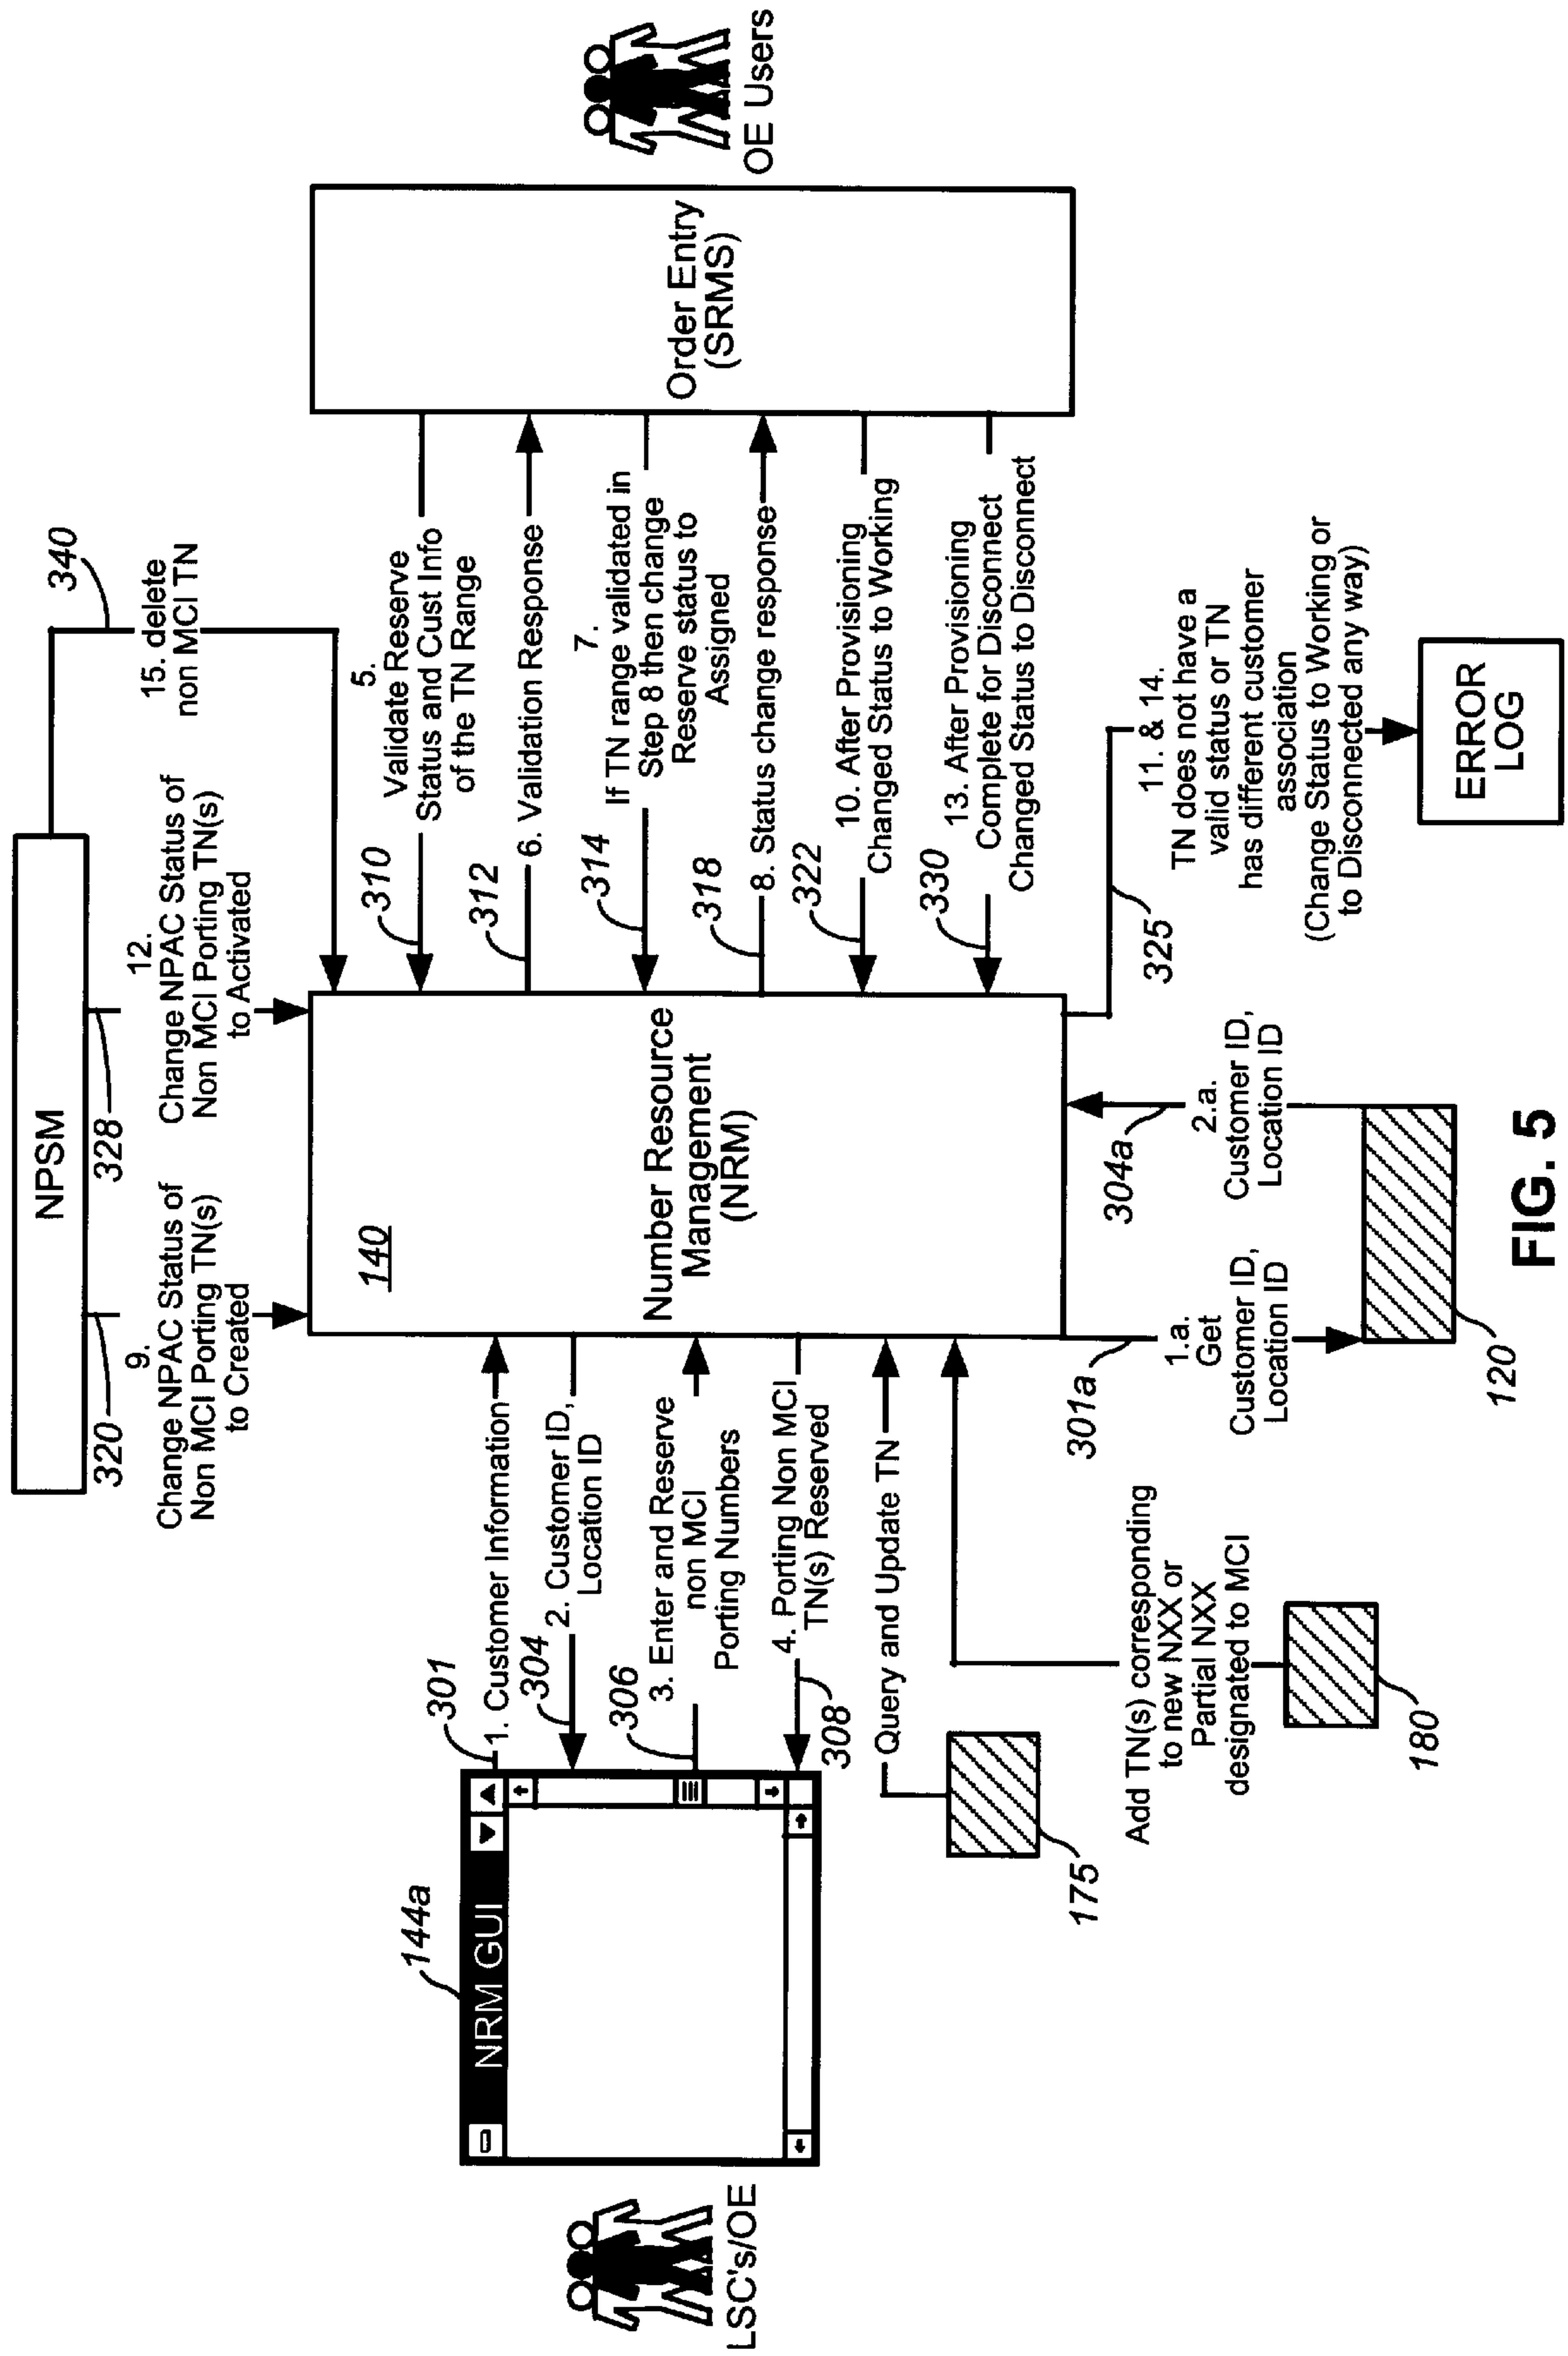 NPSM
320
9.
Change NPAC Status of
Non MCI Porting TN(s)
to Created
328
12.
Change NPAC Status of
Non MCI Porting TN(s)
to Activated
340
15. delete
non MCI TN
LSC's/OE
144a
NRM GUI
301
1. Customer Information
304
2. Customer ID,
Location ID
306
3. Enter and Reserve
non MCI
Porting Numbers
308
4. Porting Non MCI
TN(s) Reserved
Query and Update TN
175
Add TN(s) corresponding
to new NXX or
Partial NXX
designated to MCI
180
140
Number Resource
Management
(NRM)
310
5.
Validate Reserve
Status and Cust Info
of the TN Range
312
6. Validation Response
314
7.
If TN range validated in
Step 8 then change
Reserve status to
Assigned
318
8. Status change response
322
10. After Provisioning
Changed Status to Working
330
13. After Provisioning
Complete for Disconnect
Changed Status to Disconnect
Order Entry
(SRMS)
OE Users
301a
1.a.
Get
Customer ID,
Location ID
304a
2.a.
Customer ID,
Location ID
120
325
11. & 14.
TN does not have a
valid status or TN
has different customer
association
(Change Status to Working or
to Disconnected any way)
ERROR
LOG
FIG. 5